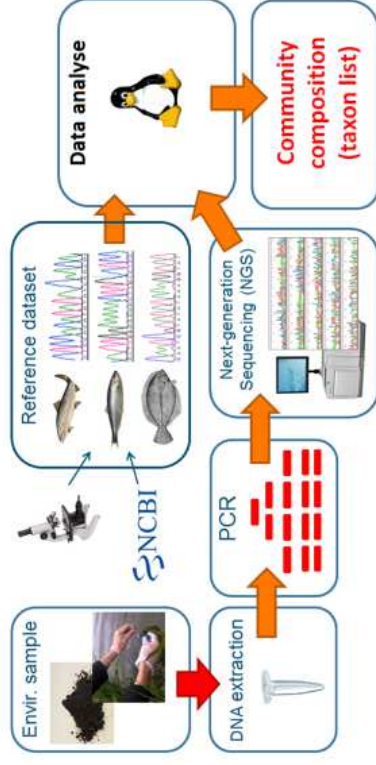 Envir. sample
DNA extraction
NCBI
PCR
Reference dataset
Next-generation
Sequencing (NGS)
Data analyse
Community
composition
(taxon list)